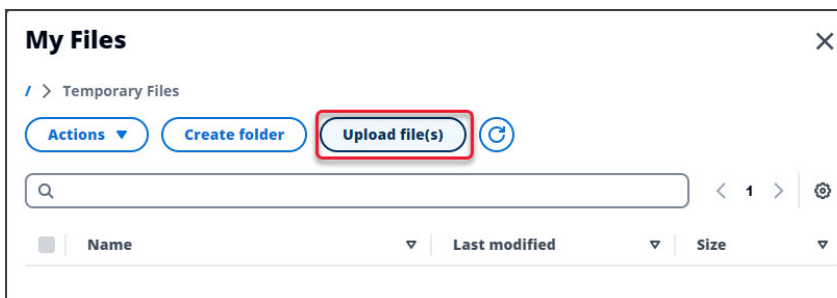 My Files
/ > Temporary Files
Actions Create folder Upload file(s)
1
Name Last modified Size